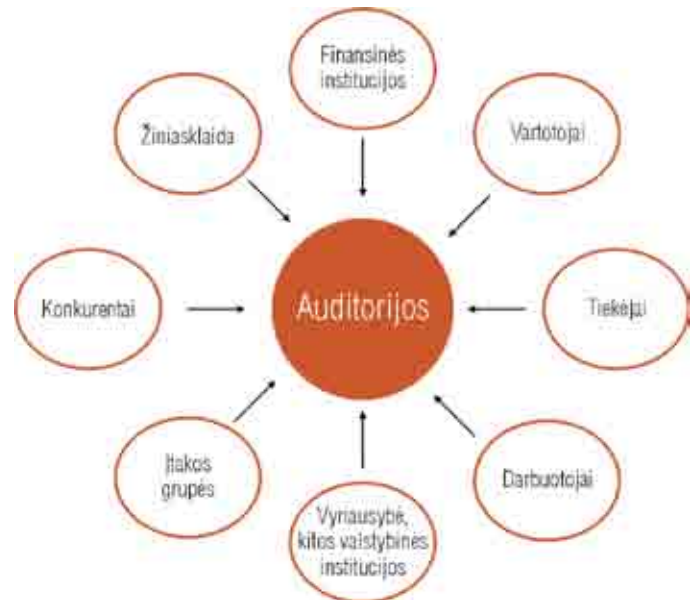 Finansinės
institucijos
Vartotojai
Tiekėjai
Darbuotojai
Vyriausybė,
kitos valstybinės
institucijos
Įtakos
grupės
Konkurentai
Žiniasklaida
Auditorijos